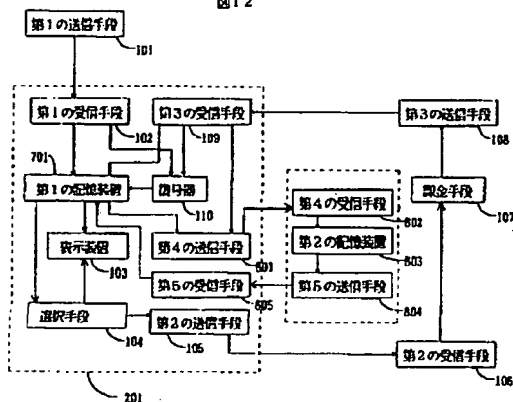 図12
第1の送信手段
101
第1の受信手段
102
第3の受信手段
109
第3の送信手段
108
701
第1の記憶装置
復号器
110
第4の受信手段
802
課金手段
107
表示装置
103
第4の送信手段
801
第2の記憶装置
803
第5の受信手段
805
第5の送信手段
804
選択手段
104
第2の送信手段
105
第2の受信手段
106
201